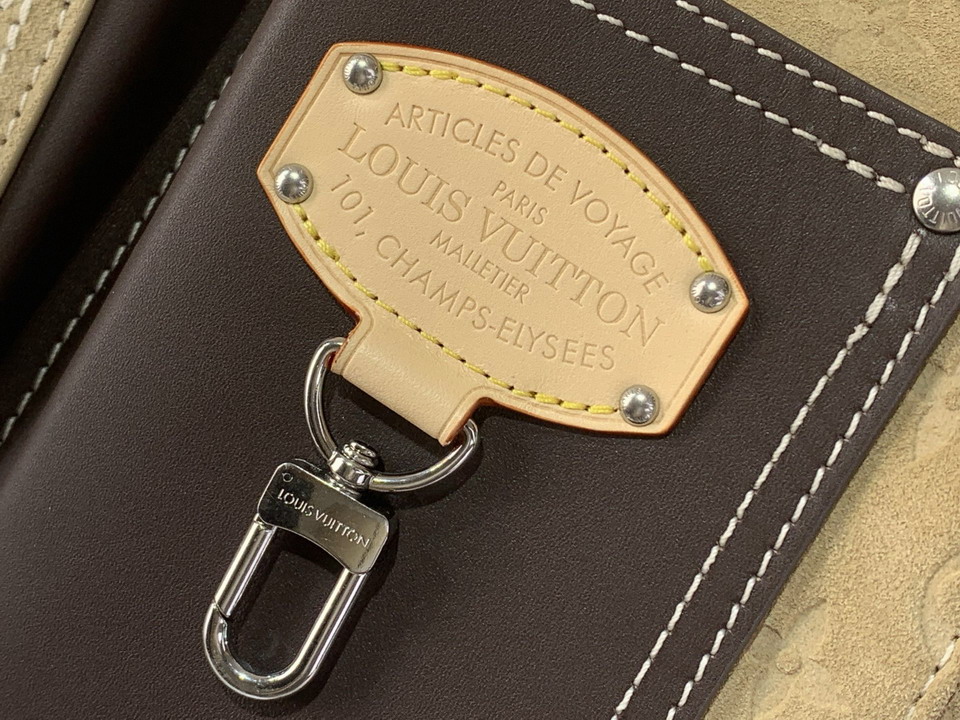 ARTICLES DE VOYAGE
PARIS
LOUIS VUITTON
MALLETIER
101, CHAMPS-ELYSEES
LOUIS VUITTON